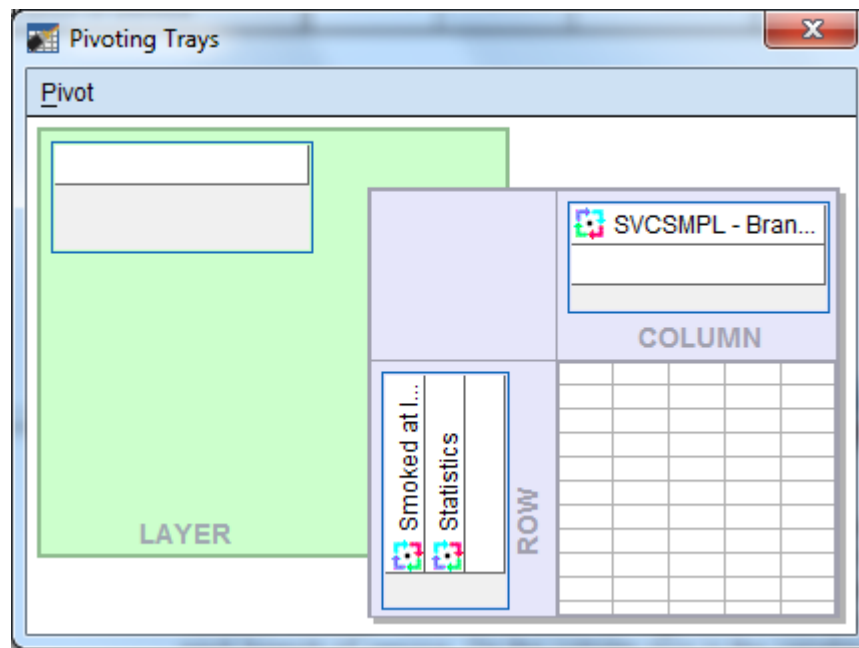 Pivoting Trays
Pivot
SVCSMPL - Bran...
COLUMN
Smoked at l...
Statistics
ROW
LAYER